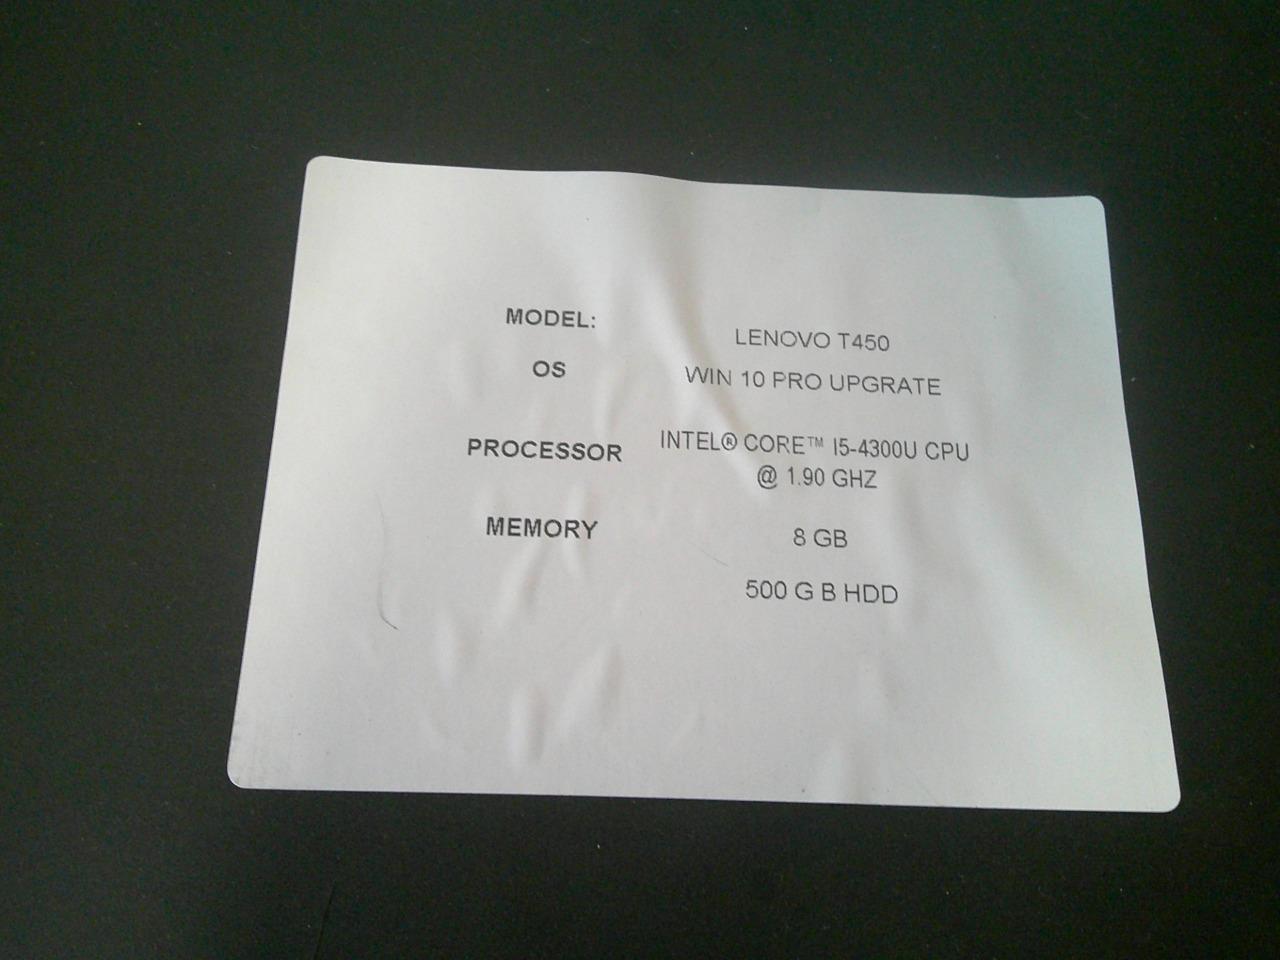 MODEL: LENOVO T450
OS WIN 10 PRO UPGRATE
PROCESSOR INTEL® CORE™ I5-4300U CPU
@ 1.90 GHZ
MEMORY 8 GB
500 G B HDD